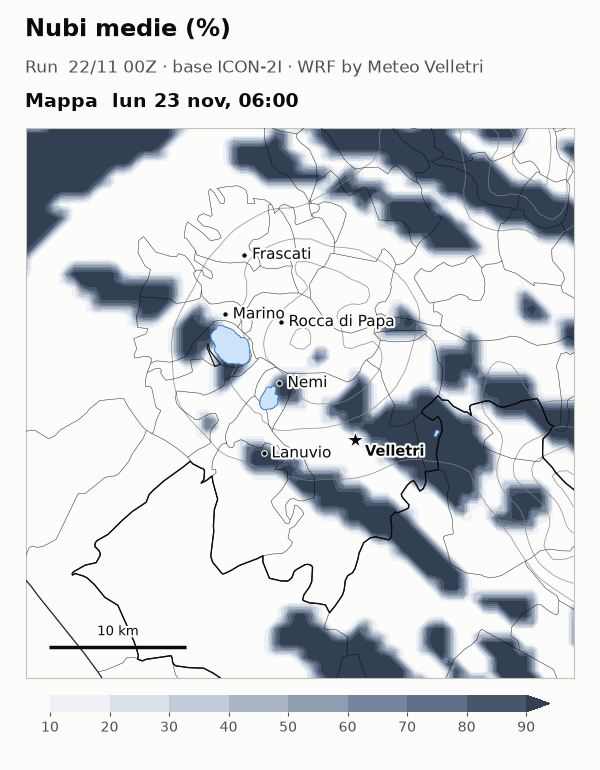 Nubi medie (%)
Run 22/11 00Z · base ICON-2I · WRF by Meteo Velletri
Mappa lun 23 nov, 06:00
Frascati
Marino
Rocca di Papa
Nemi
Velletri
Lanuvio
10 km
10 20 30 40 50 60 70 80 90